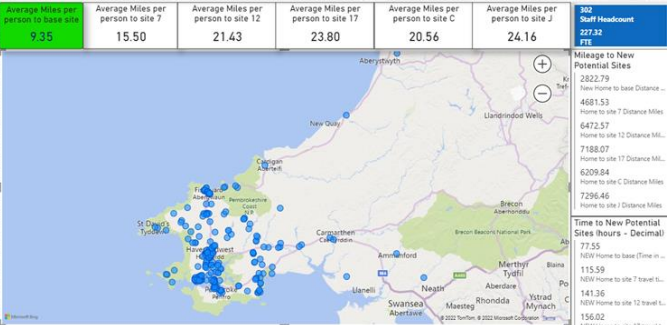 Average Miles per
person to base site
9.35
Average Miles per
person to site 7
15.50
Average Miles per
person to site 12
21.43
Average Miles per
person to site 17
23.80
Average Miles per
person to site C
20.56
Average Miles per
person to site J
24.16
302
Staff Headcount
227.32
FTE
Mileage to New
Potential Sites
2822.79
New Home to base Distance ...
4681.53
Home to site 7 Distance Miles
6472.57
Home to site 12 Distance Mil...
7188.07
Home to site 17 Distance Mil...
6209.84
Home to site C Distance Miles
7296.46
Home to site J Distance Miles
Time to New Potential
Sites (hours - Decimal)
77.55
NEW Home to base (Time in ...
115.59
NEW Home to site 7 travel ti...
141.36
NEW Home to site 12 travel t...
156.02
Aberystwyth
New Quay
Llandrindod Wells
Cardigan
Aberteifi
Pembrokeshire
Coast
N.P.
St David's
Tyddewi
Carmarthen
Brecon
Aberhonddu
Brecon Beacons National Park
Ammanford
Merthyr
Tydfil
Blaina
Aberdare
Llanelli
Neath
Swansea
Abertawe
Maesteg
Rhondda
Ystrad
Mynach
Microsoft Bing
© 2022 TomTom, © 2022 Microsoft Corporation Terms